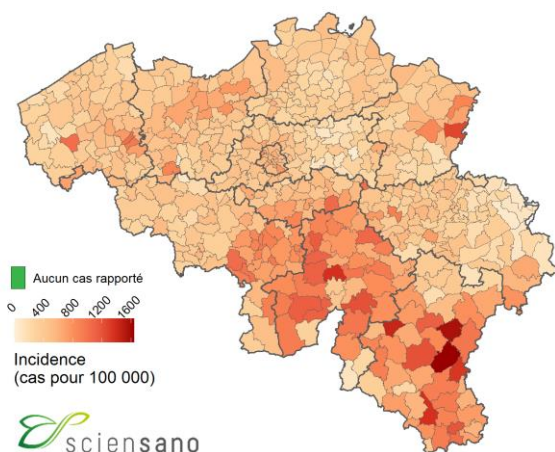 Aucun cas rapporté
0 400 800 1200 1600
Incidence
(cas pour 100 000)
sciensano